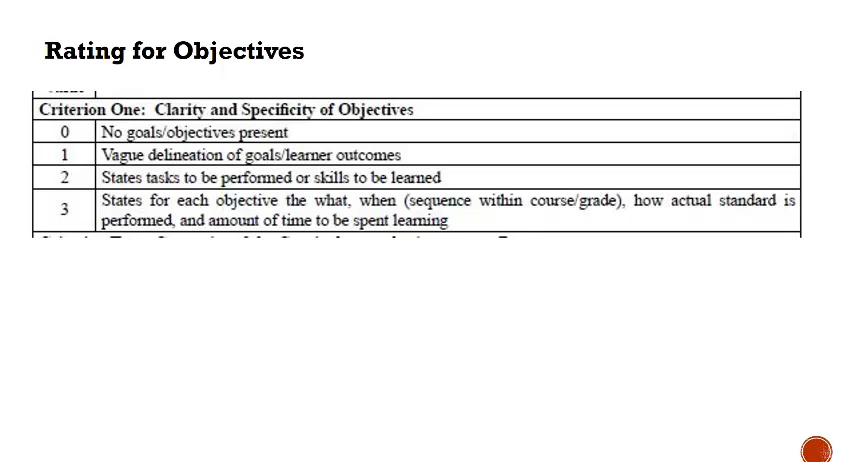 Rating for Objectives
Criterion One: Clarity and Specificity of Objectives
0 No goals/objectives present
1 Vague delineation of goals/learner outcomes
2 States tasks to be performed or skills to be learned
3 States for each objective the what, when (sequence within course/grade), how actual standard is
performed, and amount of time to be spent learning